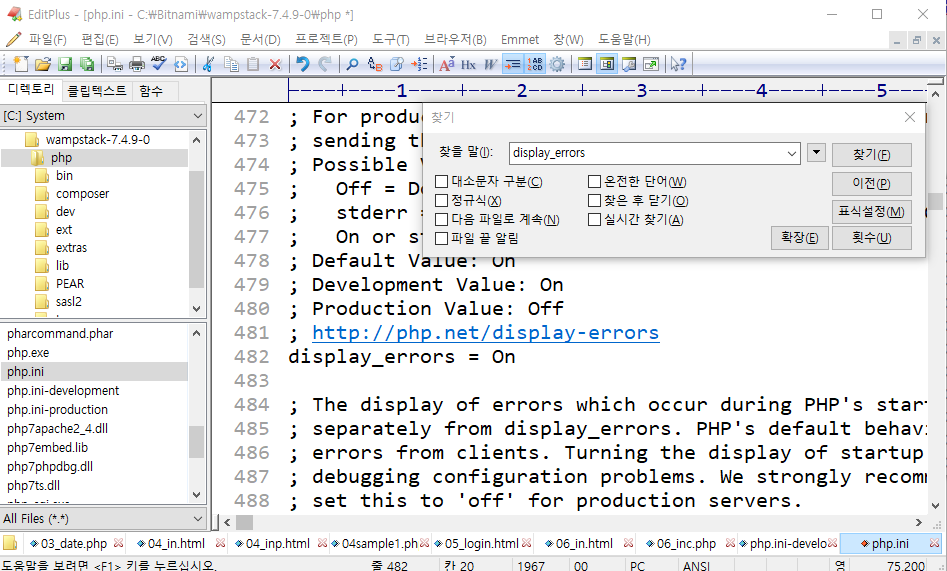 EditPlus - [php.ini - C:₩Bitnami₩wampstack-7.4.9-0₩php *]
파일(F) 편집(E) 보기(V) 검색(S) 문서(D) 프로젝트(P) 도구(T) 브라우저(B) Emmet 창(W) 도움말(H)
디렉토리 클립텍스트 함수
[C:] System
wampstack-7.4.9-0
php
bin
composer
dev
ext
extras
lib
PEAR
sasl2
pharcommand.phar
php.exe
php.ini
php.ini-development
php.ini-production
php7apache2_4.dll
php7embed.lib
php7phpdbg.dll
php7ts.dll
All Files (*.*)
----+----1----+----2----+----3----+----4----+----5
472 ; For produ
473 ; sending th
474 ; Possible V
475 ;   Off = Do
476 ;   stderr =
477 ;   On or st
478 ; Default Value: On
479 ; Development Value: On
480 ; Production Value: Off
481 ; http://php.net/display-errors
482 display_errors = On
483
484 ; The display of errors which occur during PHP's star
485 ; separately from display_errors. PHP's default behavi
486 ; errors from clients. Turning the display of startup
487 ; debugging configuration problems. We strongly recomm
488 ; set this to 'off' for production servers.
찾기
찾을 말(I): display_errors 찾기(F)
대소문자 구분(C) 온전한 단어(W) 이전(P)
정규식(X) 찾은 후 닫기(O) 표식설정(M)
다음 파일로 계속(N) 실시간 찾기(A)
파일 끝 알림 확장(E) 횟수(U)
03_date.php 04_in.html 04_inp.html 04sample1.ph 05_login.html 06_in.html 06_inc.php php.ini-develo php.ini
도움말을 보려면 <F1> 키를 누르십시오. 줄 482 칸 20 1967 00 PC ANSI 영 75,200